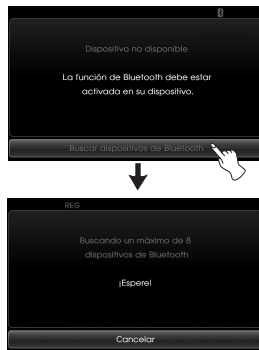 Dispositivo no disponible
La función de Bluetooth debe estar
activada en su dispositivo.
Buscar dispositivos de Bluetooth
REG
Buscando un máximo de 8
dispositivos de Bluetooth
¡Espere!
Cancelar